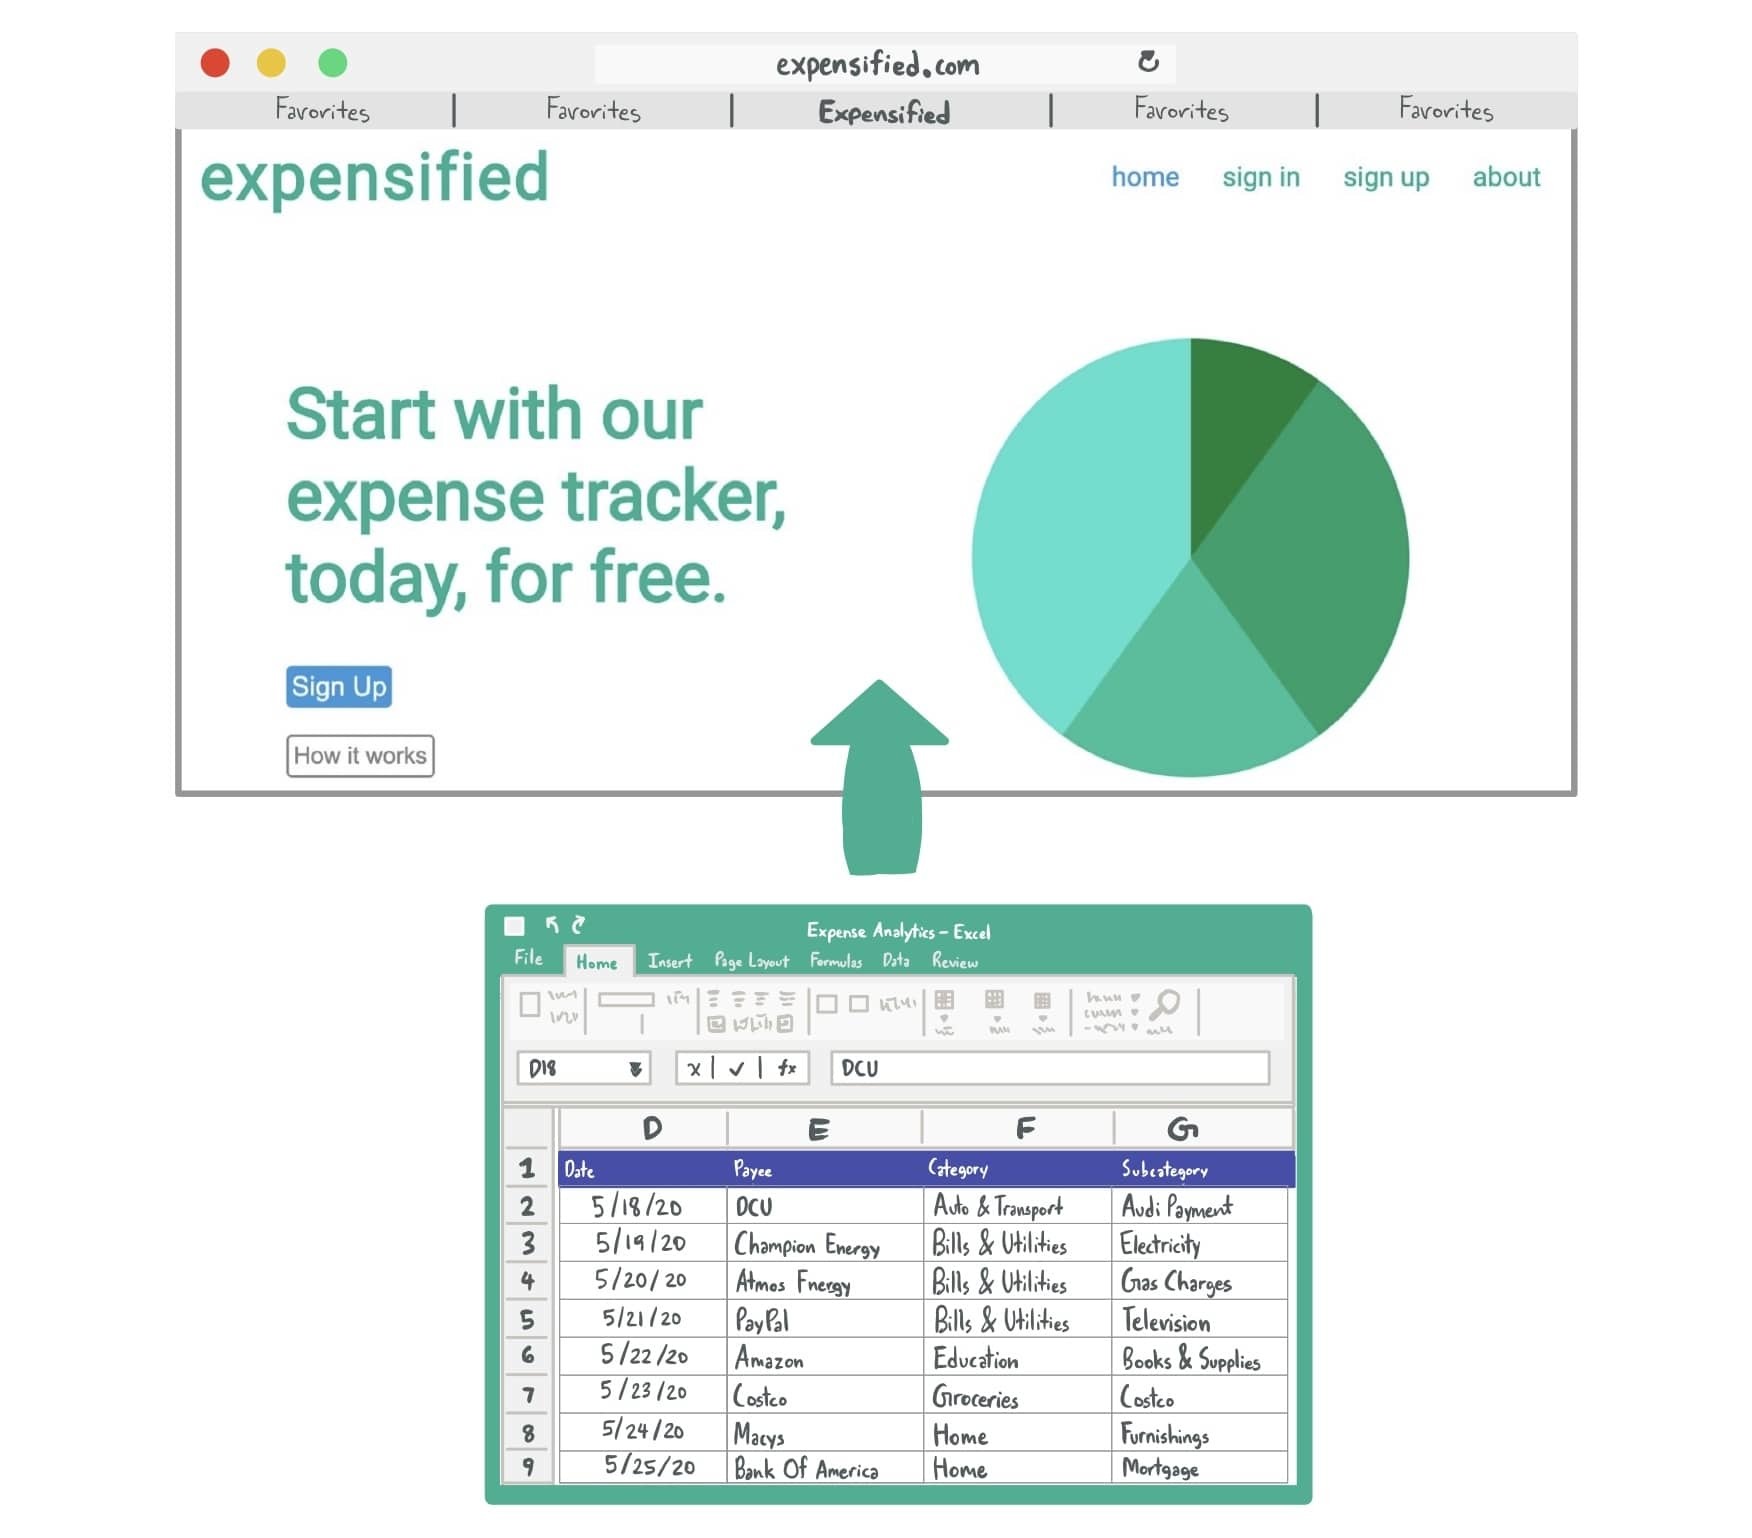 expensified.com
Favorites Favorites Expensified Favorites Favorites
expensified
home sign in sign up about
Start with our
expense tracker,
today, for free.
Sign Up
How it works
Expense Analytics - Excel
File Home Insert Page Layout Formulas Data Review
D18 x | ✓ | fx DCU
D E F G
1 Date Payee Category Subcategory
2 5/18/20 DCU Auto & Transport Audi Payment
3 5/19/20 Champion Energy Bills & Utilities Electricity
4 5/20/20 Atmos Energy Bills & Utilities Gas Charges
5 5/21/20 PayPal Bills & Utilities Television
6 5/22/20 Amazon Education Books & Supplies
7 5/23/20 Costco Groceries Costco
8 5/24/20 Macys Home Furnishings
9 5/25/20 Bank Of America Home Mortgage